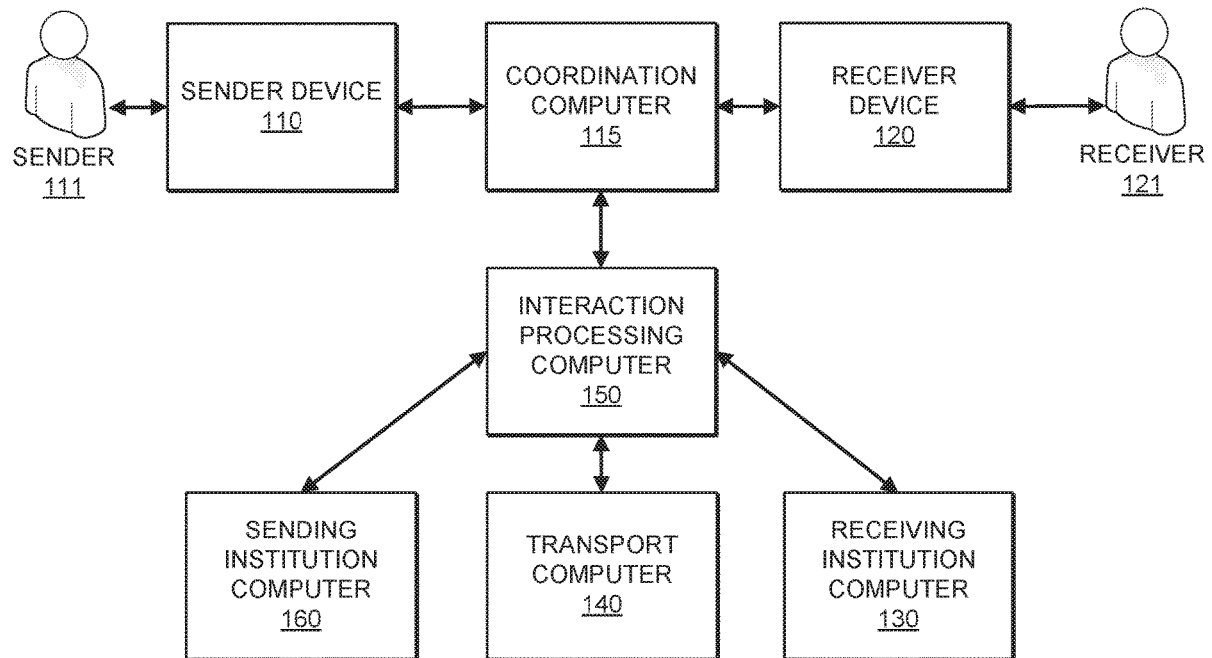 SENDER DEVICE
110
COORDINATION
COMPUTER
115
RECEIVER
DEVICE
120
SENDER
111
RECEIVER
121
INTERACTION
PROCESSING
COMPUTER
150
SENDING
INSTITUTION
COMPUTER
160
TRANSPORT
COMPUTER
140
RECEIVING
INSTITUTION
COMPUTER
130